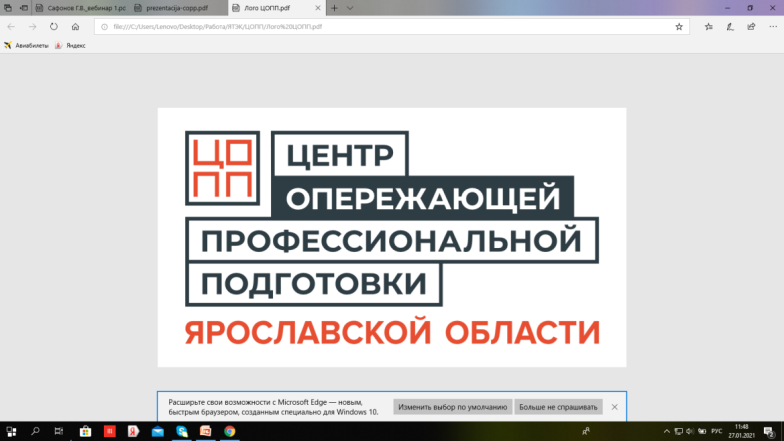 Сафонов Г.В._вебинар 1.pc
prezentacija-copp.pdf
Лого ЦОПП.pdf
file:///C:/Users/Lenovo/Desktop/Работа/ЯТЭК/ЦОПП/Лого%20ЦОПП.pdf
Авиабилеты
Яндекс
ЦО
ПП
ЦЕНТР
ОПЕРЕЖАЮЩЕЙ
ПРОФЕССИОНАЛЬНОЙ
ПОДГОТОВКИ
ЯРОСЛАВСКОЙ ОБЛАСТИ
Расширьте свои возможности с Microsoft Edge — новым,
быстрым браузером, созданным специально для Windows 10.
Изменить выбор по умолчанию
Больше не спрашивать
РУС
11:48
27.01.2021